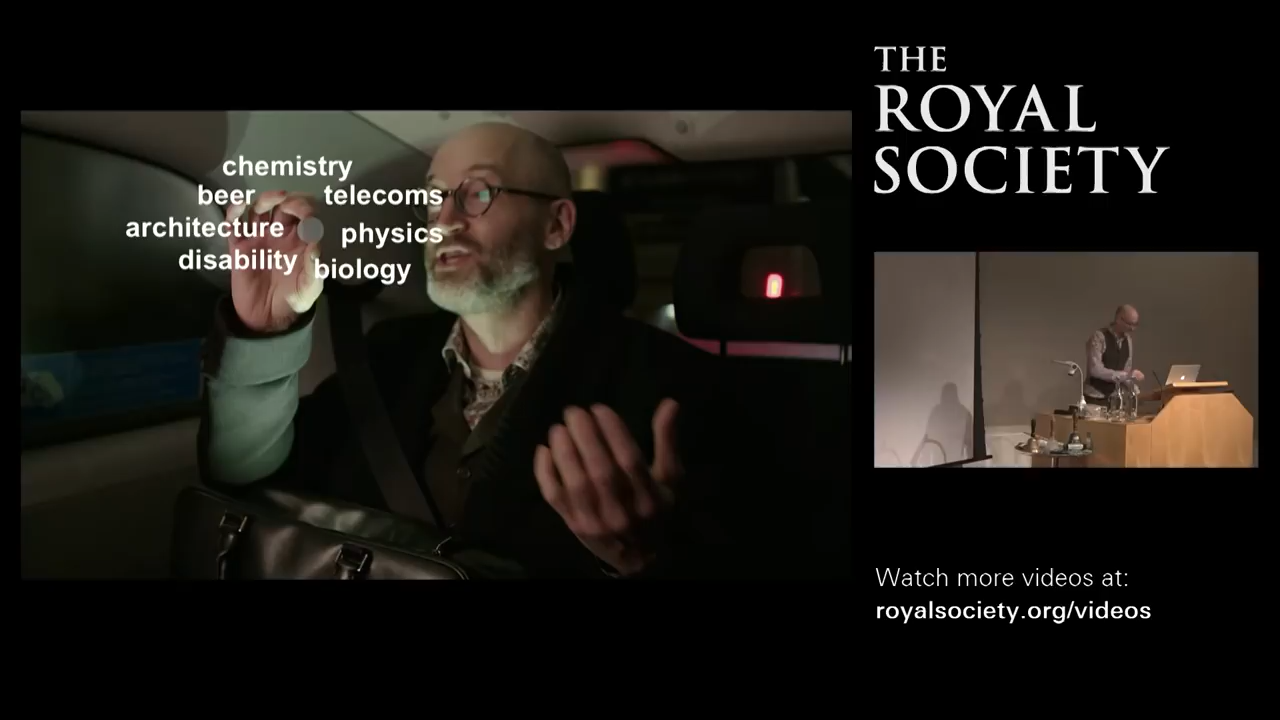 chemistry
beer telecoms
architecture physics
disability biology
THE
ROYAL
SOCIETY
Watch more videos at:
royalsociety.org/videos